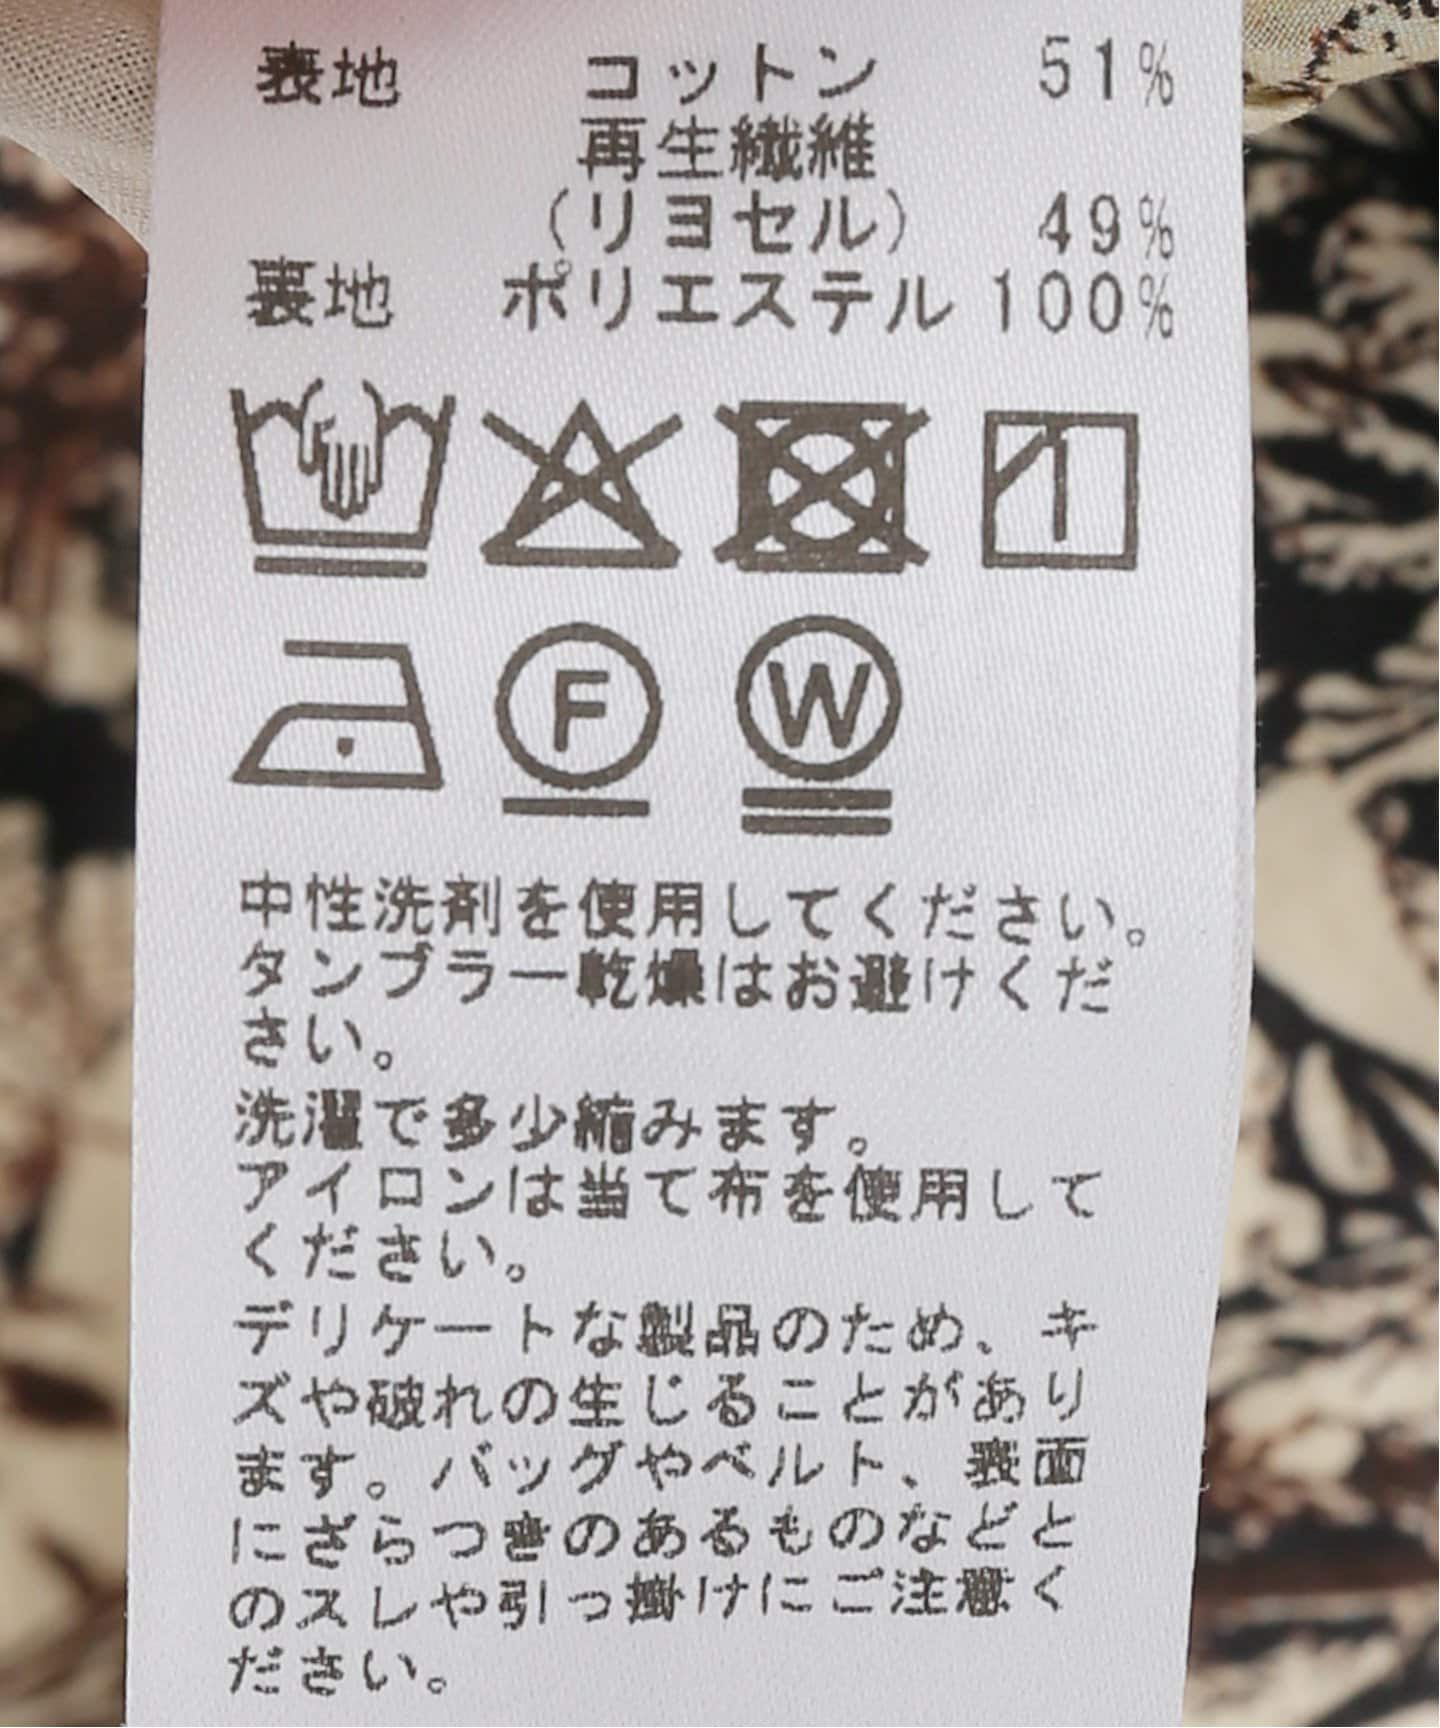 表地 コットン 51%
再生繊維
(リヨセル) 49%
裏地 ポリエステル 100%
F W
中性洗剤を使用してください。
タンブラー乾燥はお避けくだ
さい。
洗濯で多少縮みます。
アイロンは当て布を使用して
ください。
デリケートな製品のため、キ
ズや破れの生じることがあり
ます。バッグやベルト、表面
にざらつきのあるものなどと
のスレや引っ掛けにご注意く
ださい。